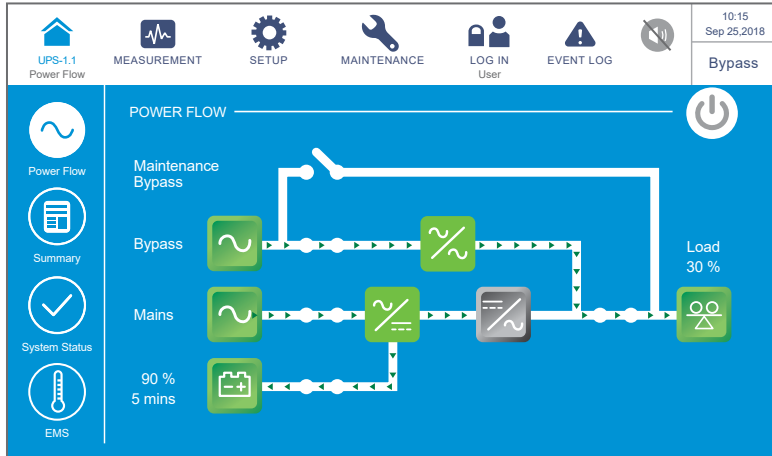 UPS-1.1
Power Flow
MEASUREMENT
SETUP
MAINTENANCE
LOG IN
User
EVENT LOG
10:15
Sep 25,2018
Bypass
Power Flow
Summary
System Status
EMS
POWER FLOW
Maintenance
Bypass
Bypass
Mains
90 %
5 mins
Load
30 %